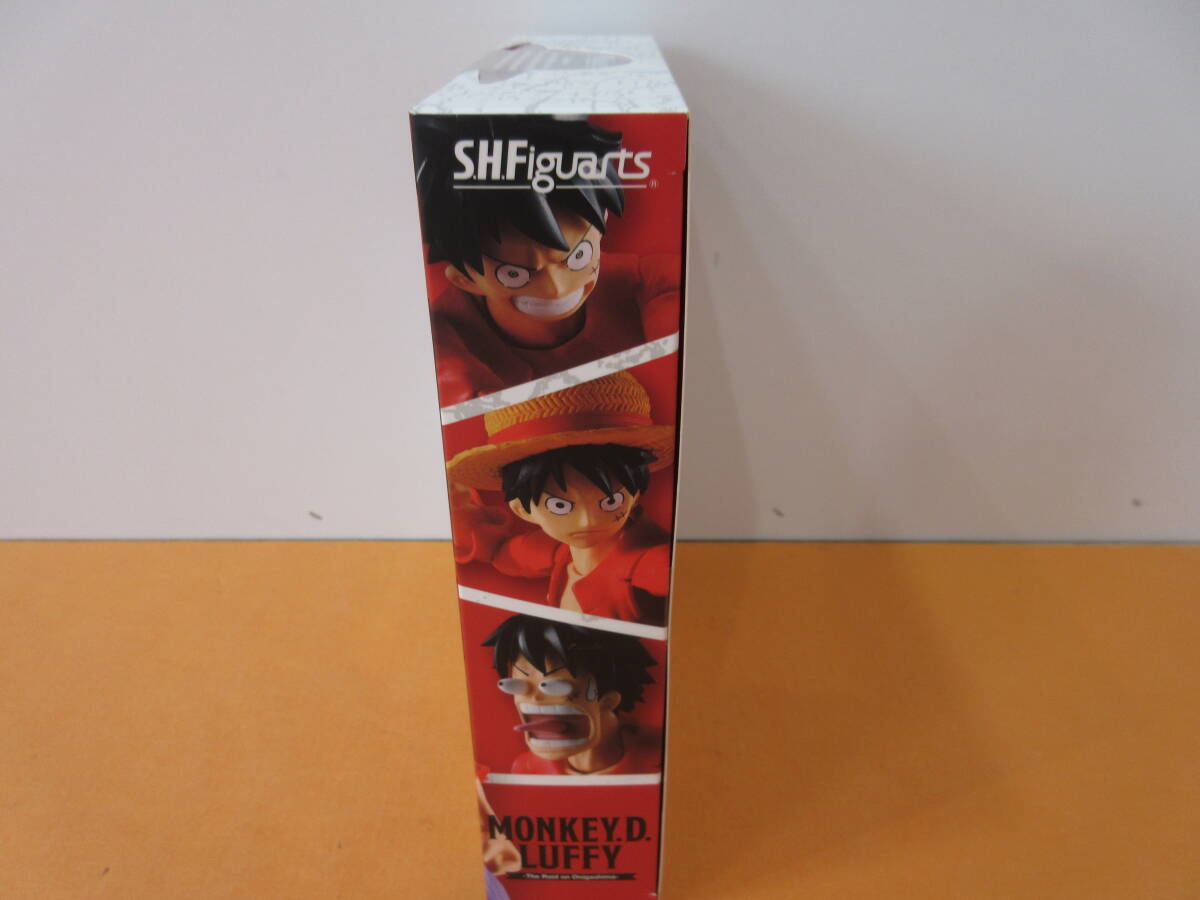 S.H.Figuarts
MONKEY.D.
LUFFY
-The Raid on Onigashima-